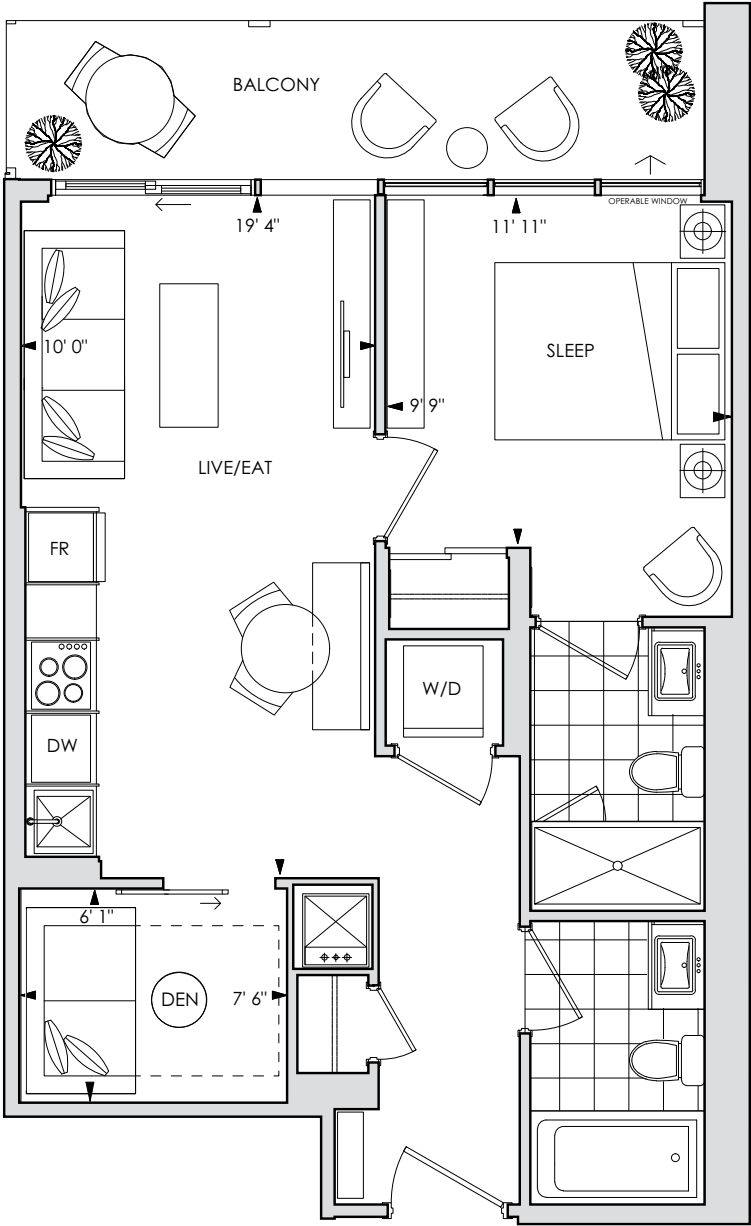 BALCONY
OPERABLE WINDOW
19' 4"
11' 11"
10' 0"
SLEEP
9' 9"
LIVE/EAT
FR
W/D
DW
6' 1"
DEN
7' 6"